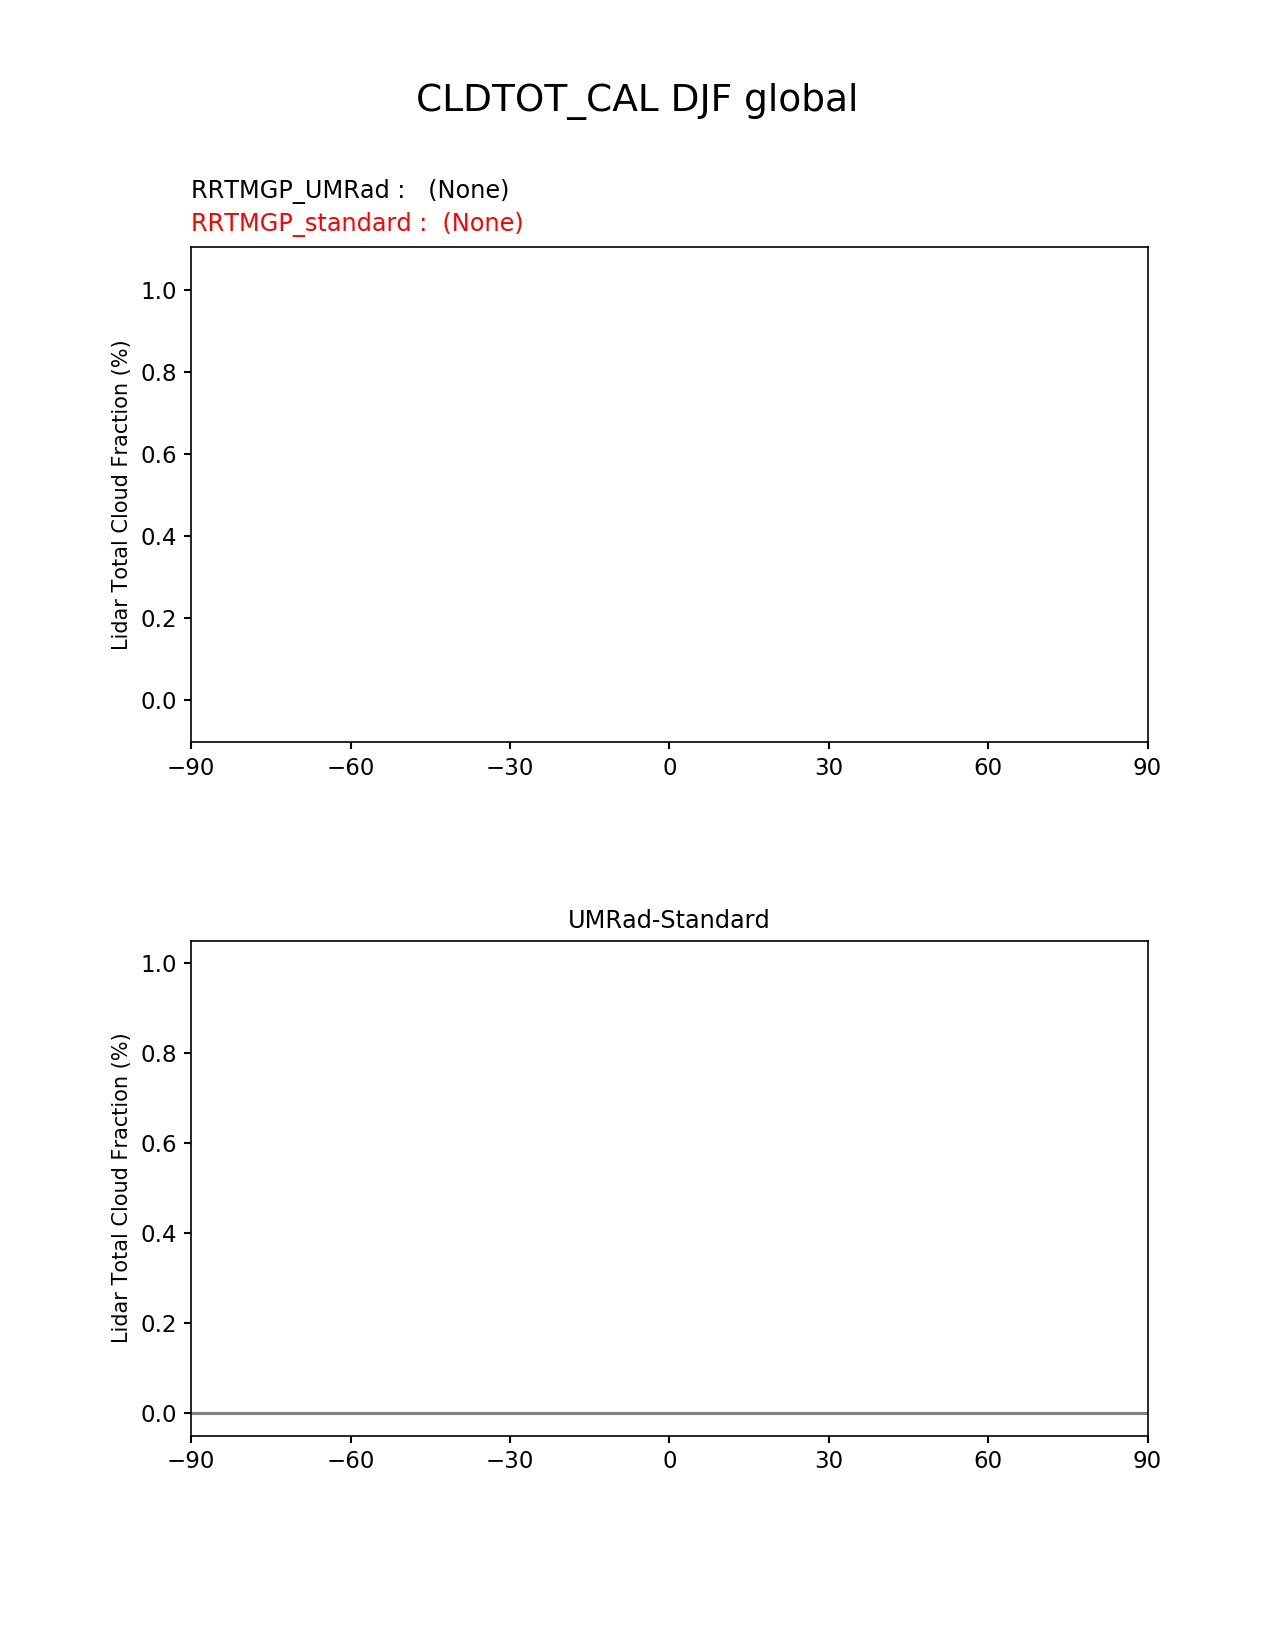 CLDTOT_CAL DJF global
RRTMGP_UMRad :   (None)
RRTMGP_standard :  (None)
Lidar Total Cloud Fraction (%)
1.0
0.8
0.6
0.4
0.2
0.0
−90 −60 −30 0 30 60 90
UMRad-Standard
Lidar Total Cloud Fraction (%)
1.0
0.8
0.6
0.4
0.2
0.0
−90 −60 −30 0 30 60 90